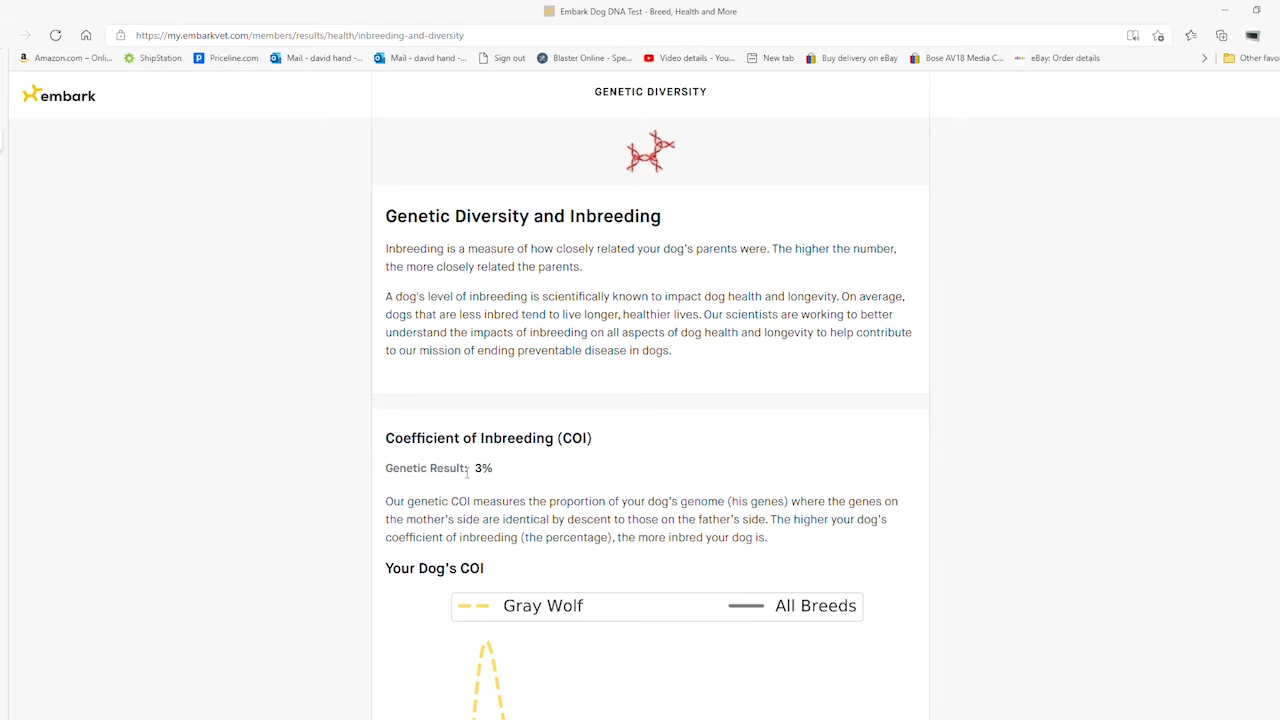 Embark Dog DNA Test - Breed, Health and More
https://my.embarkvet.com/members/results/health/inbreeding-and-diversity
Amazon.com – Onli... ShipStation Priceline.com Mail - david hand -... Mail - david hand -... Sign out Blaster Online - Spe... Video details - You... New tab Buy delivery on eBay Bose AV18 Media C... eBay: Order details Other favo
embark
GENETIC DIVERSITY
Genetic Diversity and Inbreeding
Inbreeding is a measure of how closely related your dog's parents were. The higher the number,
the more closely related the parents.
A dog's level of inbreeding is scientifically known to impact dog health and longevity. On average,
dogs that are less inbred tend to live longer, healthier lives. Our scientists are working to better
understand the impacts of inbreeding on all aspects of dog health and longevity to help contribute
to our mission of ending preventable disease in dogs.
Coefficient of Inbreeding (COI)
Genetic Result: 3%
Our genetic COI measures the proportion of your dog's genome (his genes) where the genes on
the mother's side are identical by descent to those on the father's side. The higher your dog's
coefficient of inbreeding (the percentage), the more inbred your dog is.
Your Dog's COI
Gray Wolf All Breeds